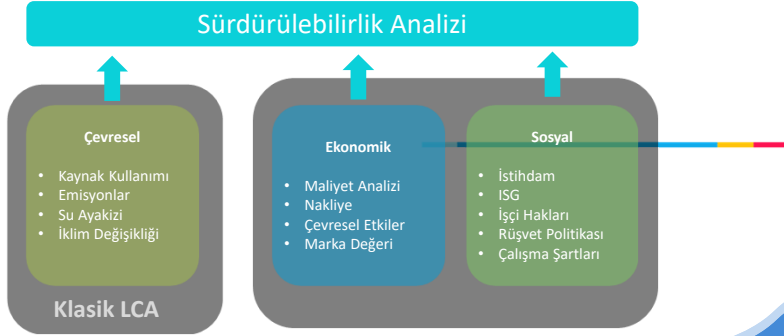 Sürdürülebilirlik Analizi
Çevresel
• Kaynak Kullanımı
• Emisyonlar
• Su Ayakizi
• İklim Değişikliği
Klasik LCA
Ekonomik
• Maliyet Analizi
• Nakliye
• Çevresel Etkiler
• Marka Değeri
Sosyal
• İstihdam
• ISG
• İşçi Hakları
• Rüşvet Politikası
• Çalışma Şartları